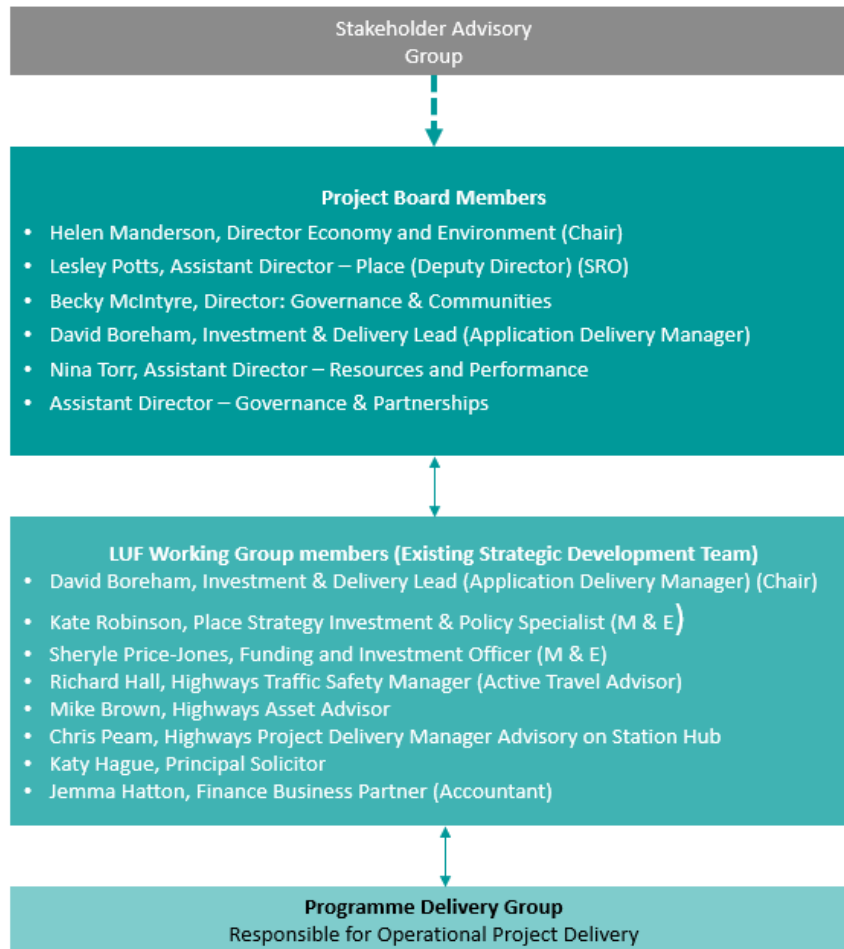 Stakeholder Advisory
Group
Project Board Members
• Helen Manderson, Director Economy and Environment (Chair)
• Lesley Potts, Assistant Director – Place (Deputy Director) (SRO)
• Becky McIntyre, Director: Governance & Communities
• David Boreham, Investment & Delivery Lead (Application Delivery Manager)
• Nina Torr, Assistant Director – Resources and Performance
• Assistant Director – Governance & Partnerships
LUF Working Group members (Existing Strategic Development Team)
• David Boreham, Investment & Delivery Lead (Application Delivery Manager) (Chair)
• Kate Robinson, Place Strategy Investment & Policy Specialist (M & E)
• Sheryle Price-Jones, Funding and Investment Officer (M & E)
• Richard Hall, Highways Traffic Safety Manager (Active Travel Advisor)
• Mike Brown, Highways Asset Advisor
• Chris Peam, Highways Project Delivery Manager Advisory on Station Hub
• Katy Hague, Principal Solicitor
• Jemma Hatton, Finance Business Partner (Accountant)
Programme Delivery Group
Responsible for Operational Project Delivery